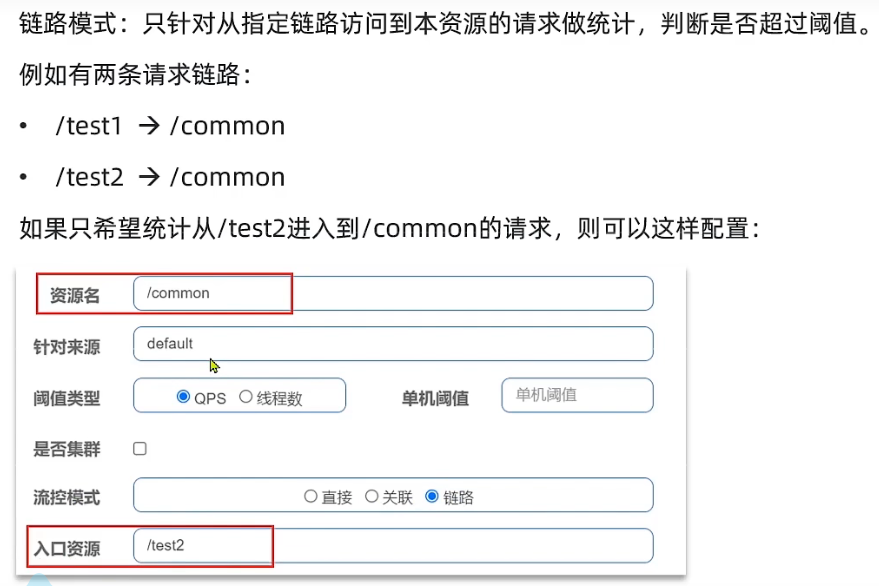 链路模式：只针对从指定链路访问到本资源的请求做统计，判断是否超过阈值。
例如有两条请求链路：
• /test1 → /common
• /test2 → /common
如果只希望统计从/test2进入到/common的请求，则可以这样配置：
资源名 /common
针对来源 default
阈值类型 QPS 线程数 单机阈值 单机阈值
是否集群
流控模式 直接 关联 链路
入口资源 /test2